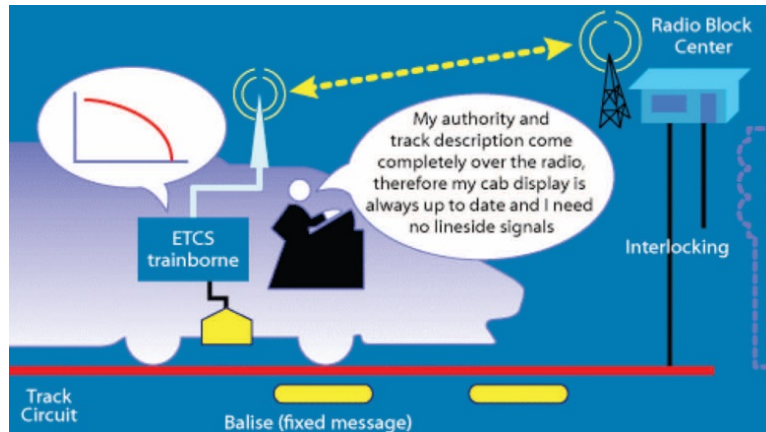 Radio Block
Center
My authority and
track description come
completely over the radio,
therefore my cab display is
always up to date and I need
no lineside signals
ETCS
trainborne
Interlocking
Track
Circuit
Balise (fixed message)